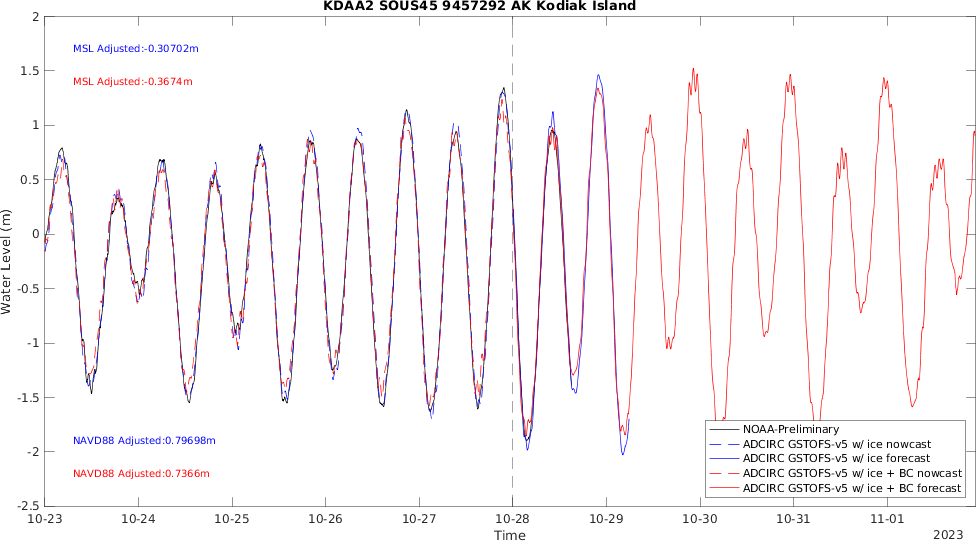 KDAA2 SOUS45 9457292 AK Kodiak Island
2
1.5
1
0.5
0
-0.5
-1
-1.5
-2
-2.5
Water Level (m)
MSL Adjusted:-0.30702m
MSL Adjusted:-0.3674m
NAVD88 Adjusted:0.79698m
NAVD88 Adjusted:0.7366m
NOAA-Preliminary
ADCIRC GSTOFS-v5 w/ ice nowcast
ADCIRC GSTOFS-v5 w/ ice forecast
ADCIRC GSTOFS-v5 w/ ice + BC nowcast
ADCIRC GSTOFS-v5 w/ ice + BC forecast
10-23 10-24 10-25 10-26 10-27 10-28 10-29 10-30 10-31 11-01
Time
2023